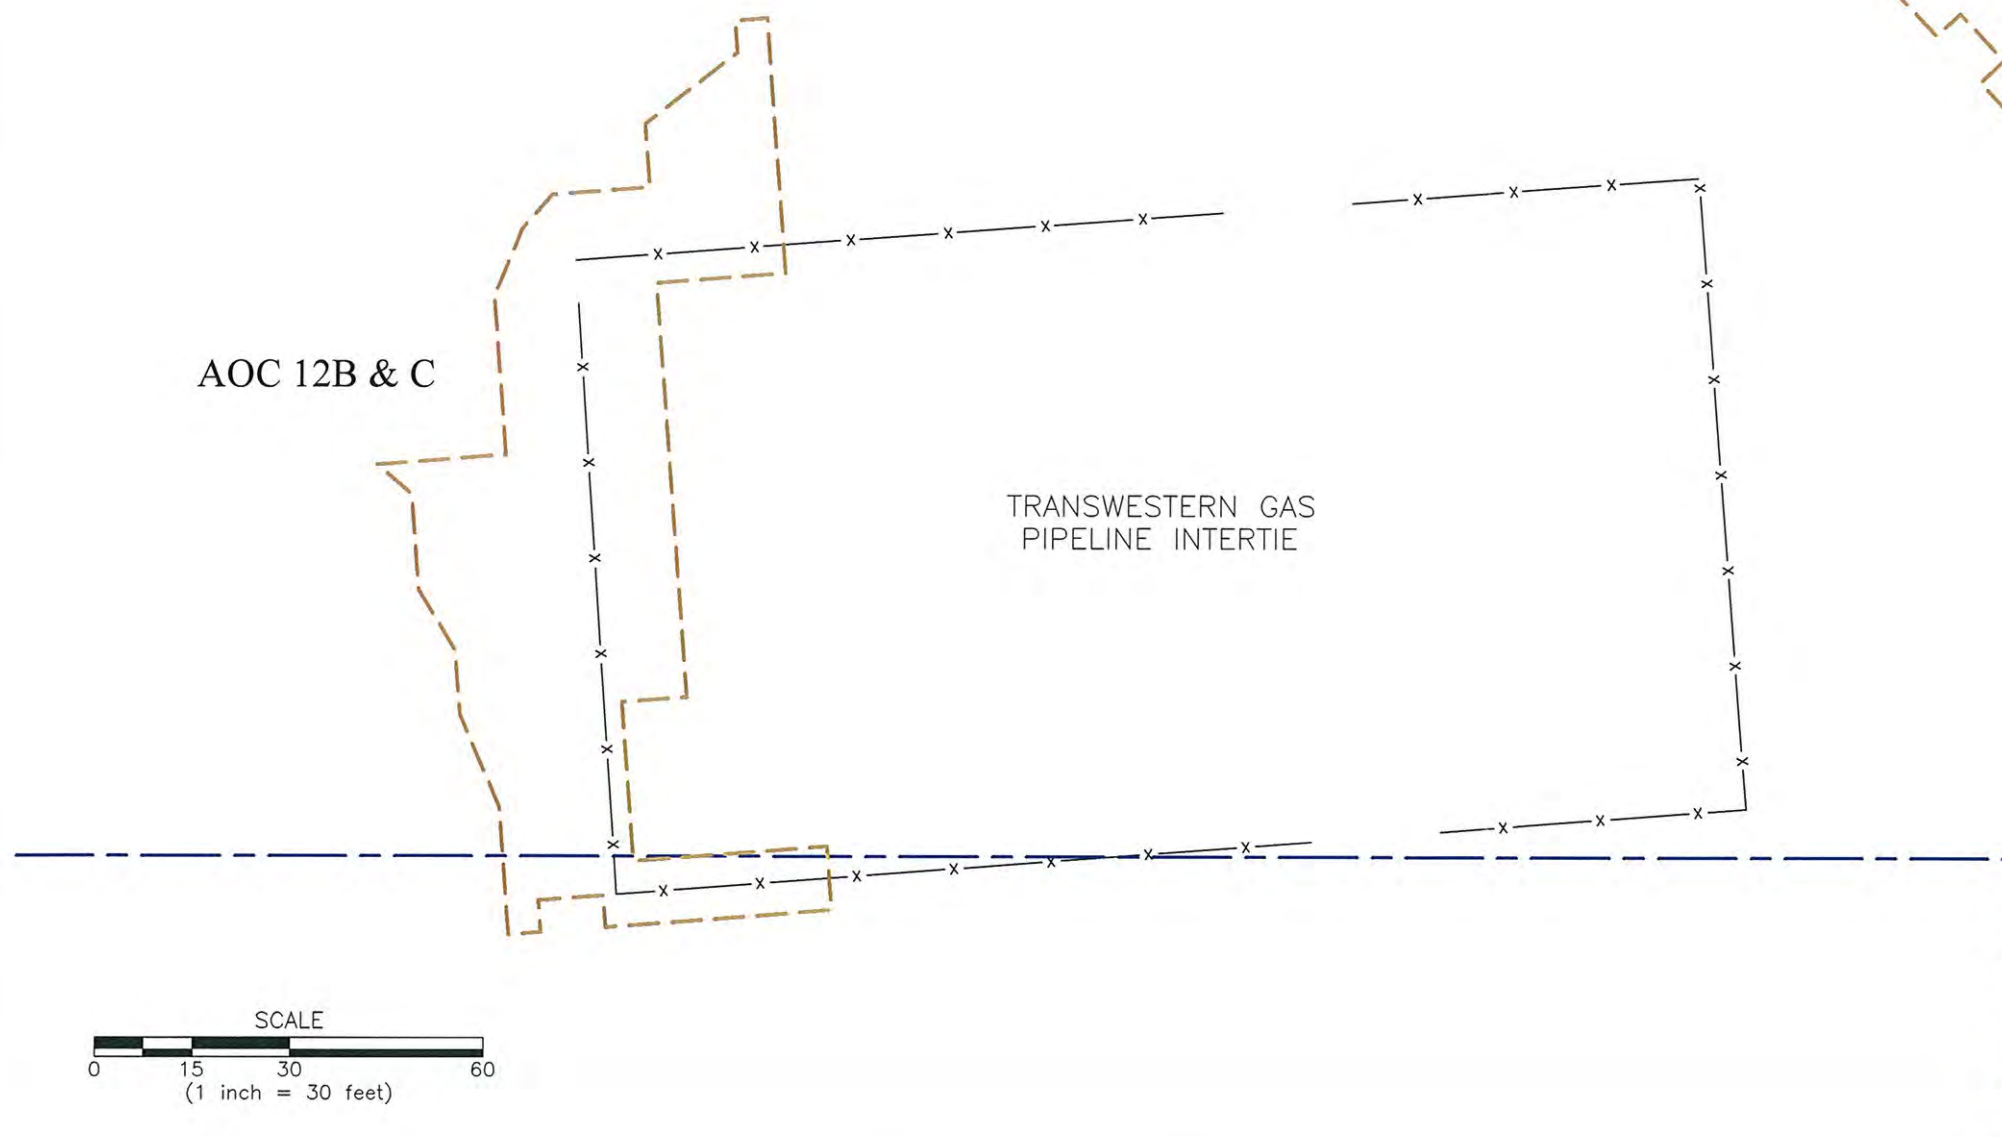 AOC 12B & C
TRANSWESTERN GAS
PIPELINE INTERTIE
SCALE
0 15 30 60
(1 inch = 30 feet)